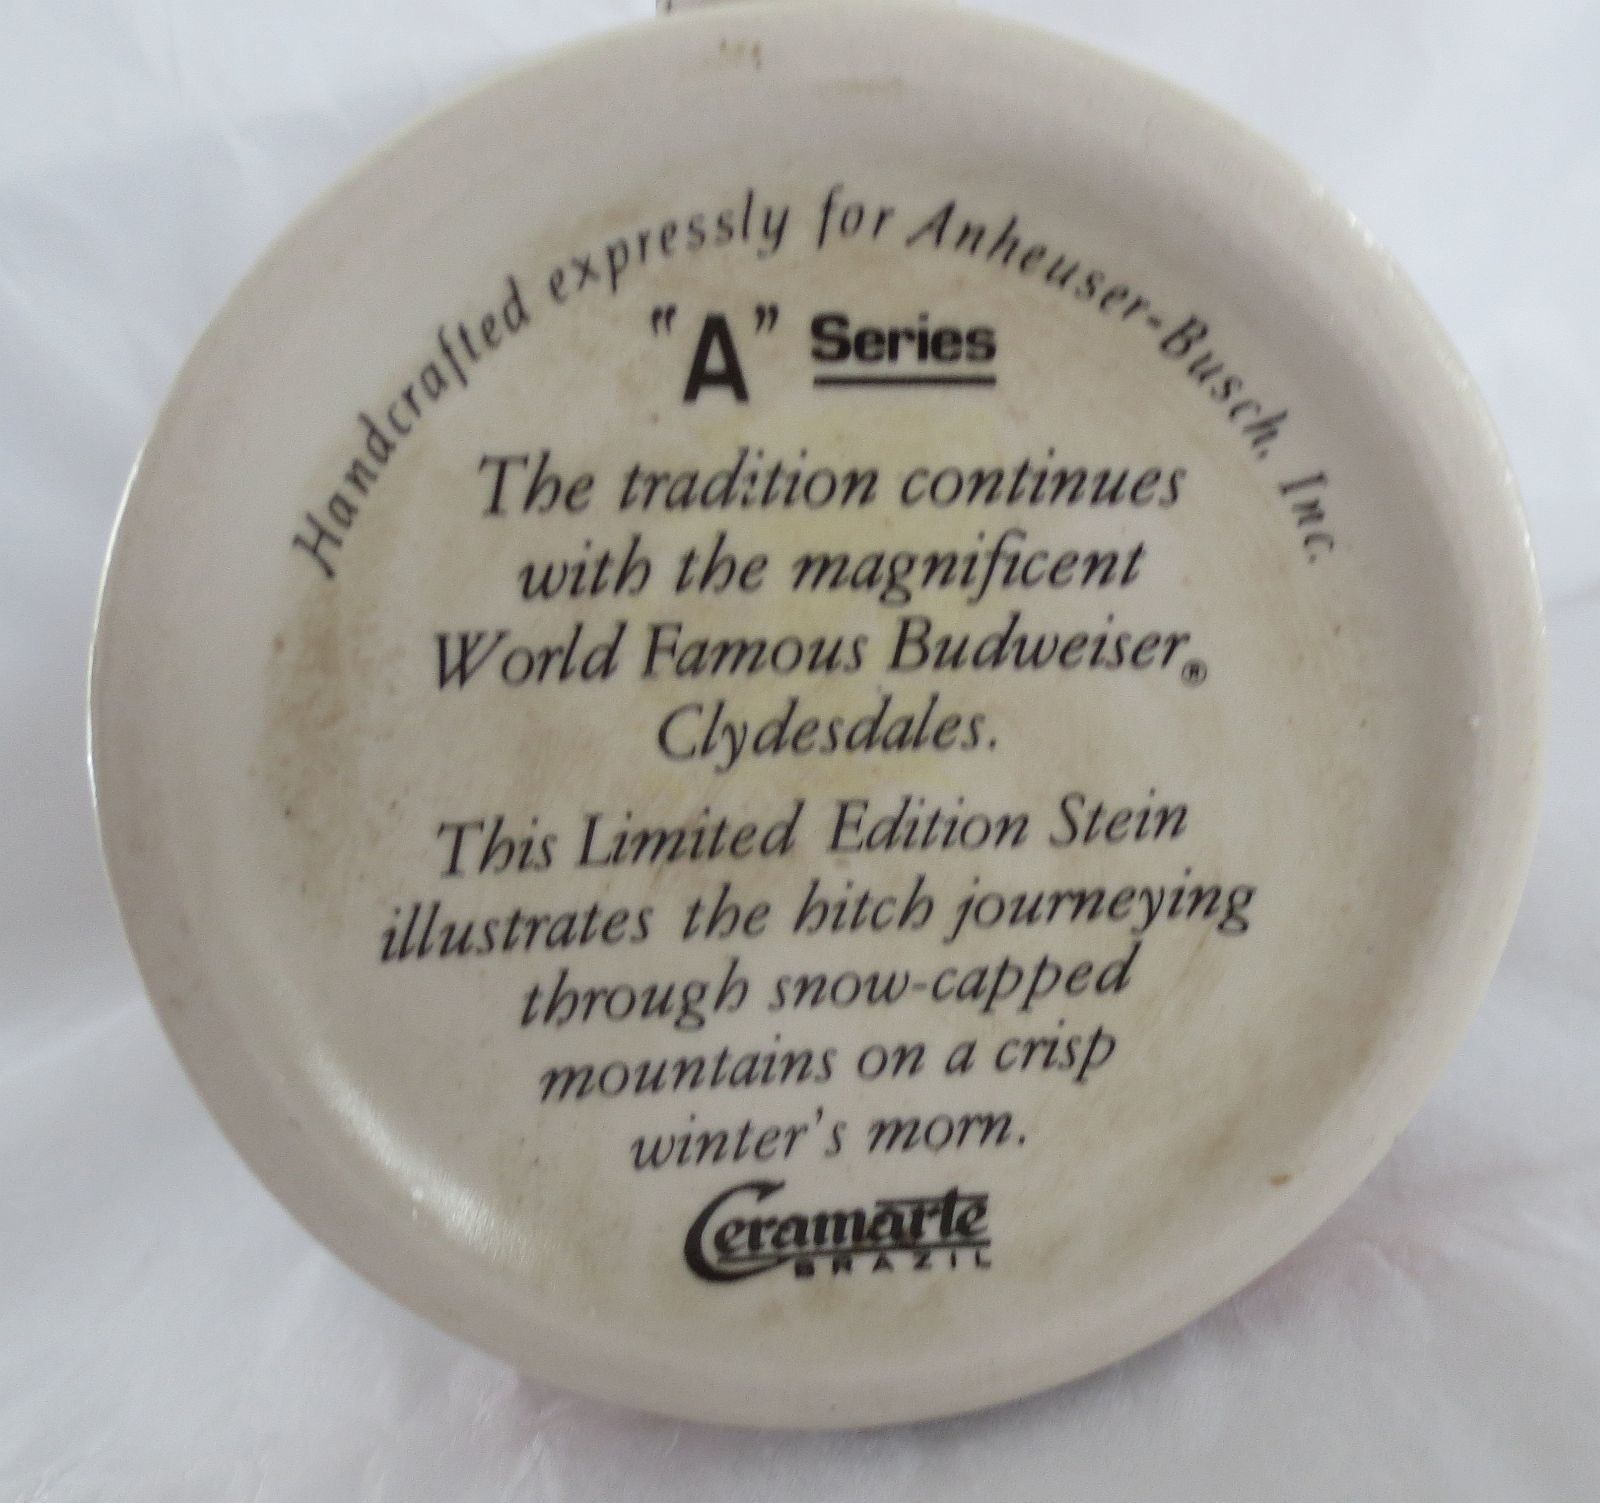 Handcrafted expressly for Anheuser-Busch, Inc.
"A" Series
The tradition continues
with the magnificent
World Famous Budweiser®
Clydesdales.
This Limited Edition Stein
illustrates the hitch journeying
through snow-capped
mountains on a crisp
winter's morn.
Ceramarte
BRAZIL